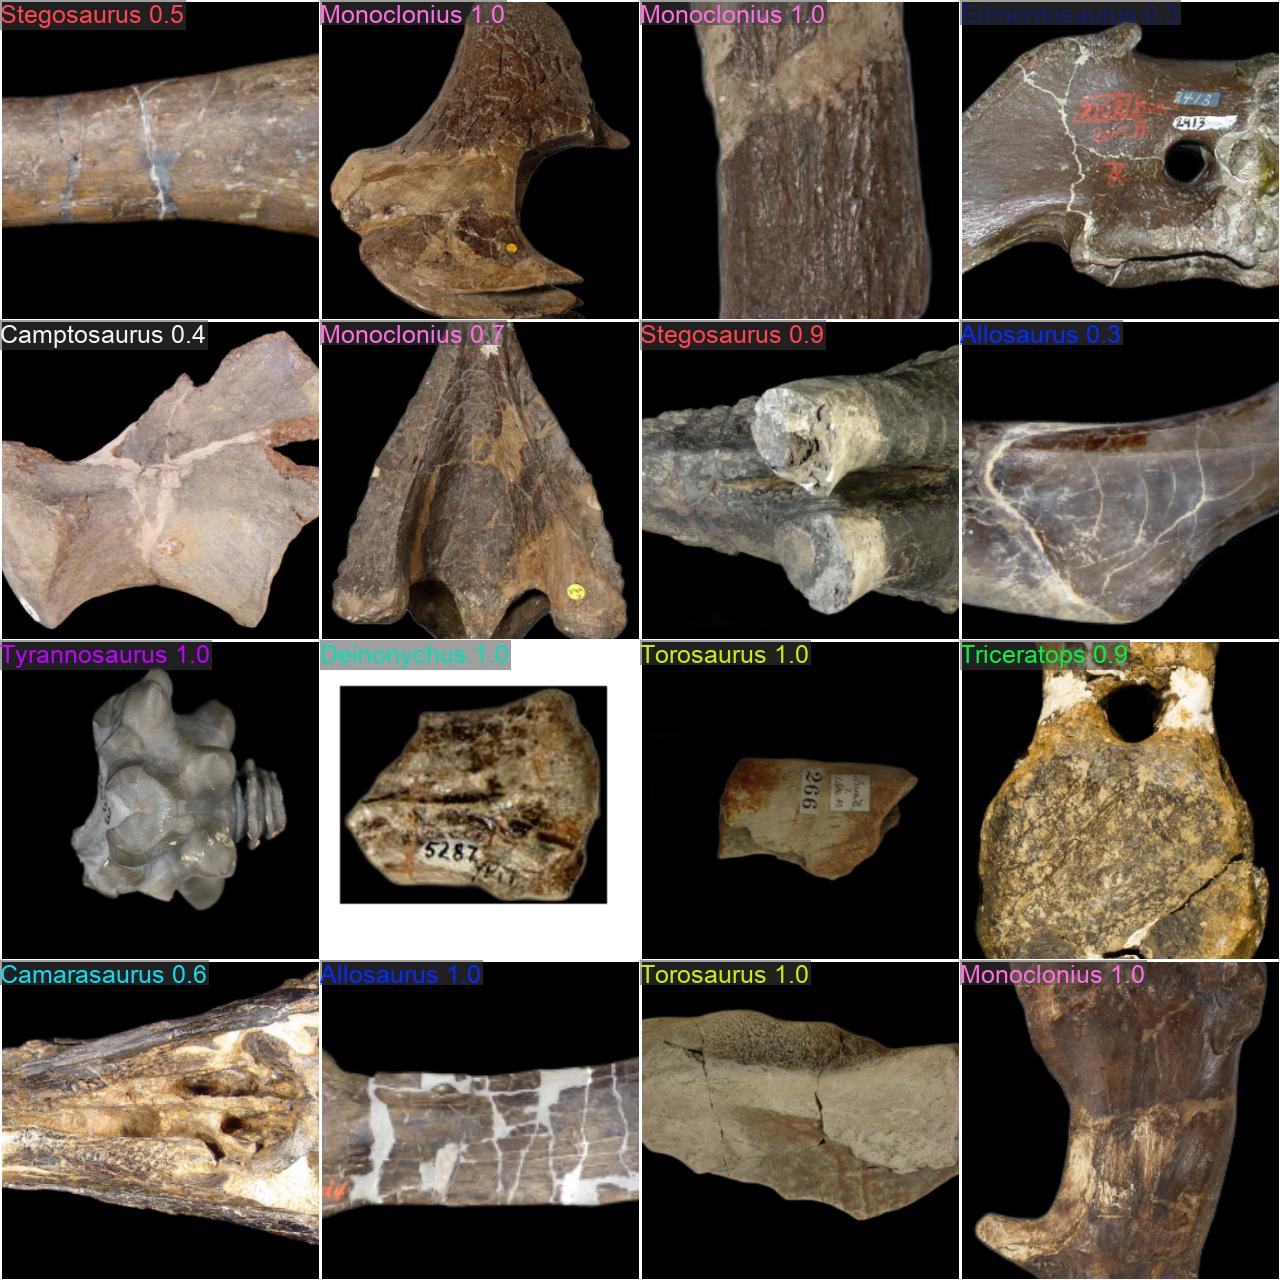 Stegosaurus 0.5
Monoclonius 1.0
Monoclonius 1.0
Edmontosaurus 0.3
2413
2413
R
Camptosaurus 0.4
Monoclonius 0.7
Stegosaurus 0.9
Allosaurus 0.3
Tyrannosaurus 1.0
Deinonychus 1.0
Torosaurus 1.0
Triceratops 0.9
5287
266
Camarasaurus 0.6
Allosaurus 1.0
Torosaurus 1.0
Monoclonius 1.0